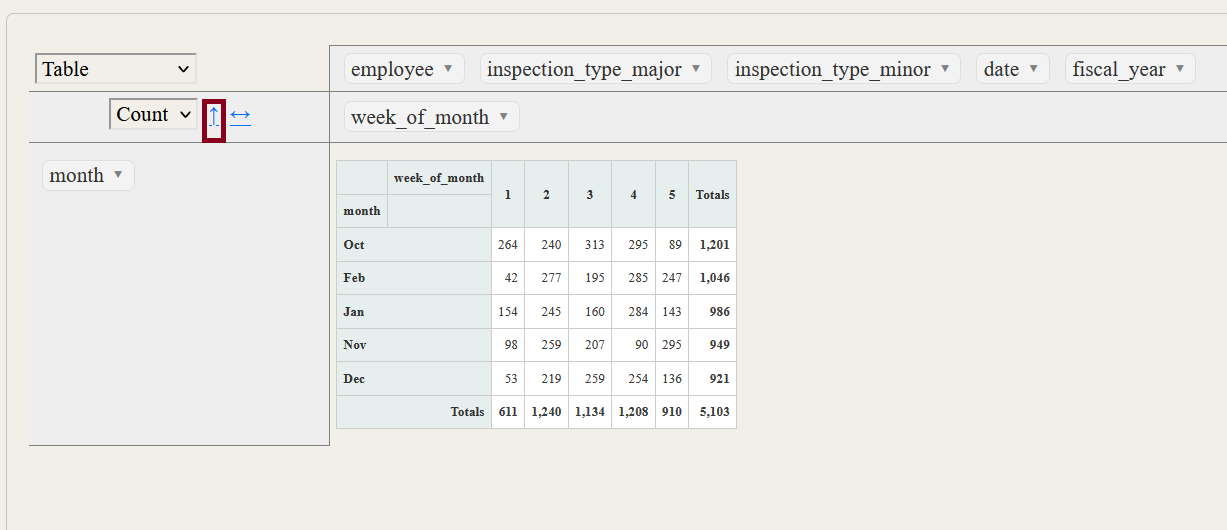 Table employee ▼ inspection_type_major ▼ inspection_type_minor ▼ date ▼ fiscal_year ▼
Count ↑ ↔ week_of_month ▼
month ▼
week_of_month 1 2 3 4 5 Totals
month
Oct 264 240 313 295 89 1,201
Feb 42 277 195 285 247 1,046
Jan 154 245 160 284 143 986
Nov 98 259 207 90 295 949
Dec 53 219 259 254 136 921
Totals 611 1,240 1,134 1,208 910 5,103